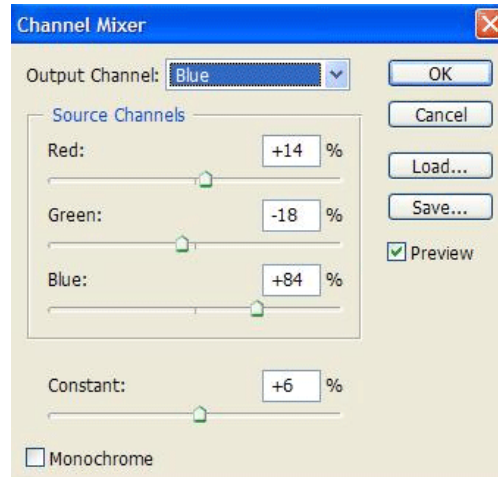 Channel Mixer
Output Channel: Blue
OK
Source Channels
Cancel
Red: +14 %
Load...
Green: -18 %
Save...
Preview
Blue: +84 %
Constant: +6 %
Monochrome